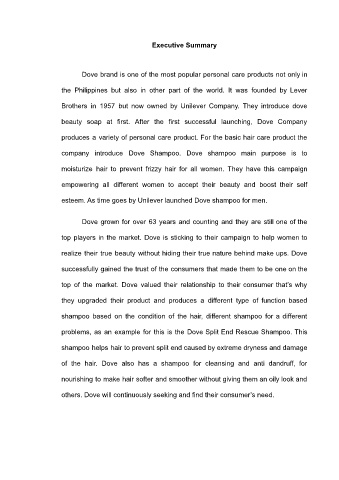 Executive Summary
Dove brand is one of the most popular personal care products not only in
the Philippines but also in other part of the world. It was founded by Lever
Brothers in 1957 but now owned by Unilever Company. They introduce dove
beauty soap at first. After the first successful launching, Dove Company
produces a variety of personal care product. For the basic hair care product the
company introduce Dove Shampoo. Dove shampoo main purpose is to
moisturize hair to prevent frizzy hair for all women. They have this campaign
empowering all different women to accept their beauty and boost their self
esteem. As time goes by Unilever launched Dove shampoo for men.
Dove grown for over 63 years and counting and they are still one of the
top players in the market. Dove is sticking to their campaign to help women to
realize their true beauty without hiding their true nature behind make ups. Dove
successfully gained the trust of the consumers that made them to be one on the
top of the market. Dove valued their relationship to their consumer that's why
they upgraded their product and produces a different type of function based
shampoo based on the condition of the hair, different shampoo for a different
problems, as an example for this is the Dove Split End Rescue Shampoo. This
shampoo helps hair to prevent split end caused by extreme dryness and damage
of the hair. Dove also has a shampoo for cleansing and anti dandruff, for
nourishing to make hair softer and smoother without giving them an oily look and
others. Dove will continuously seeking and find their consumer's need.